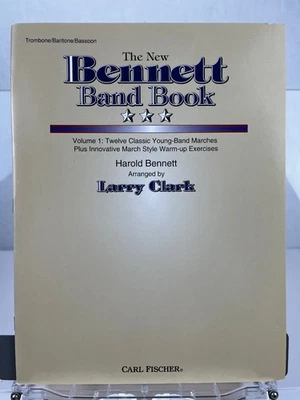 Trombone/Baritone/Bassoon
The New
Bennett
Band Book
Volume 1: Twelve Classic Young-Band Marches
Plus Innovative March Style Warm-up Exercises
Harold Bennett
Arranged by
Larry Clark
CARL FISCHER®